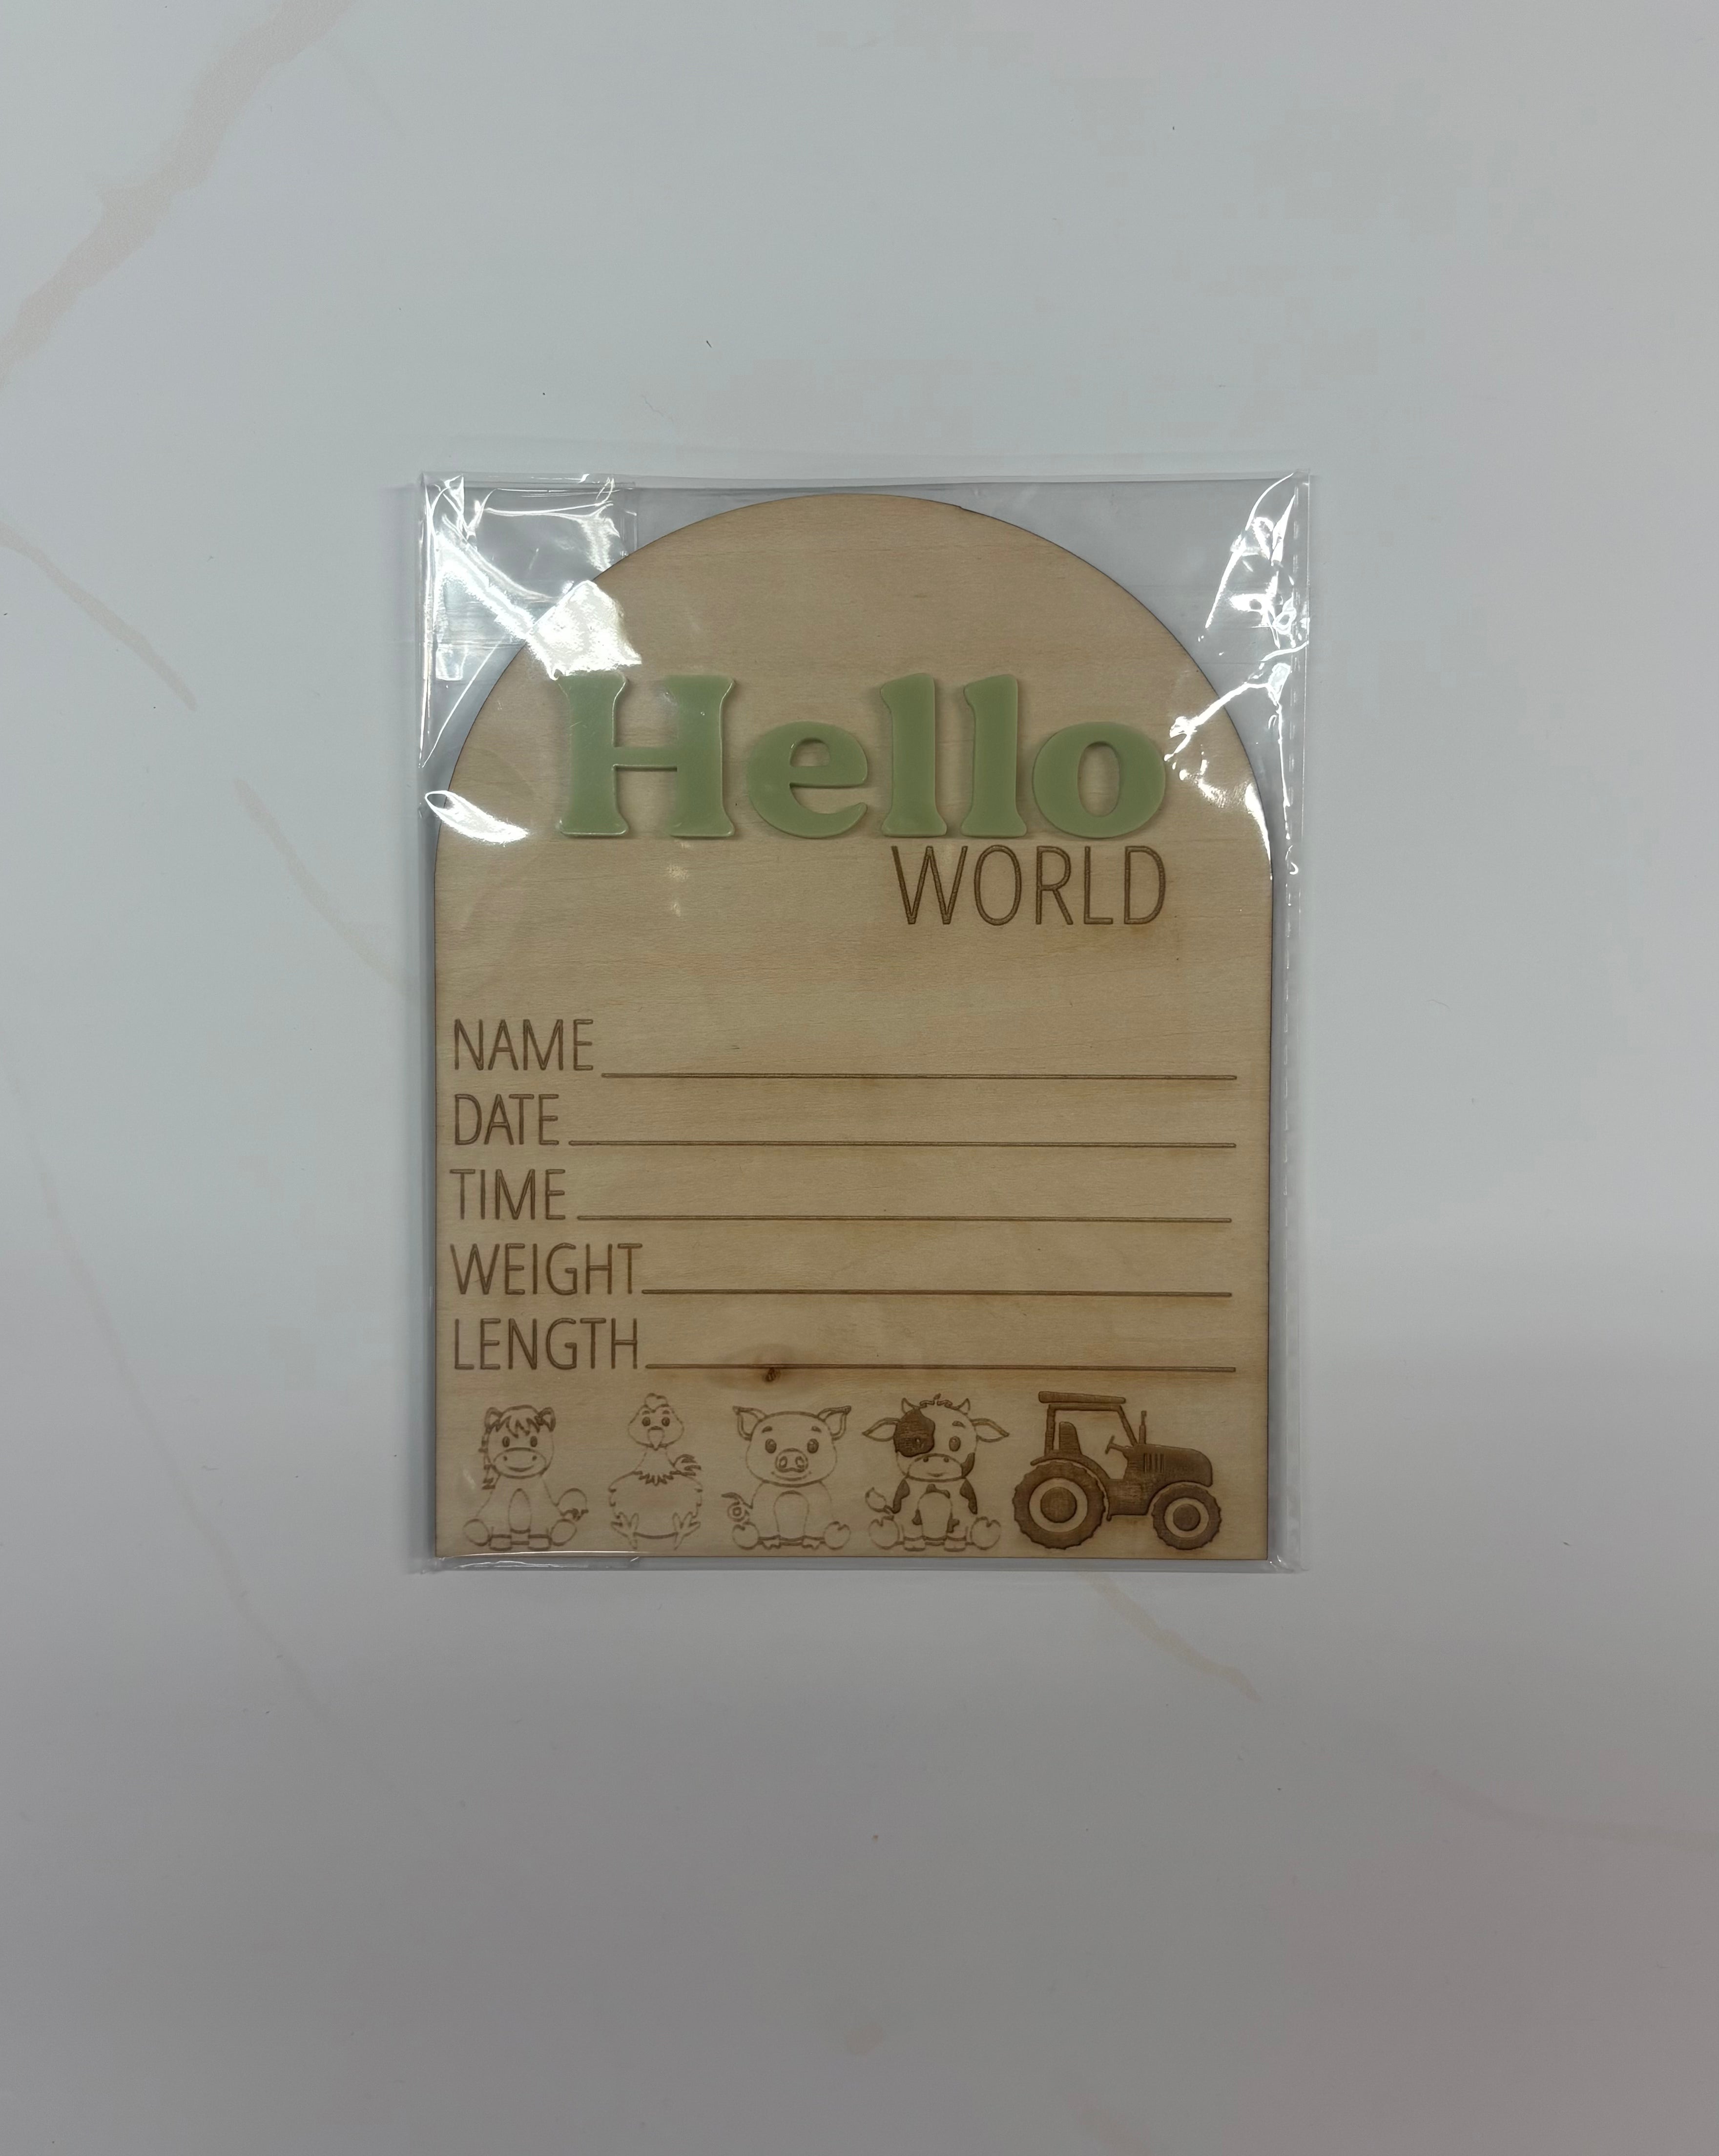 Hello
WORLD
NAME
DATE
TIME
WEIGHT
LENGTH